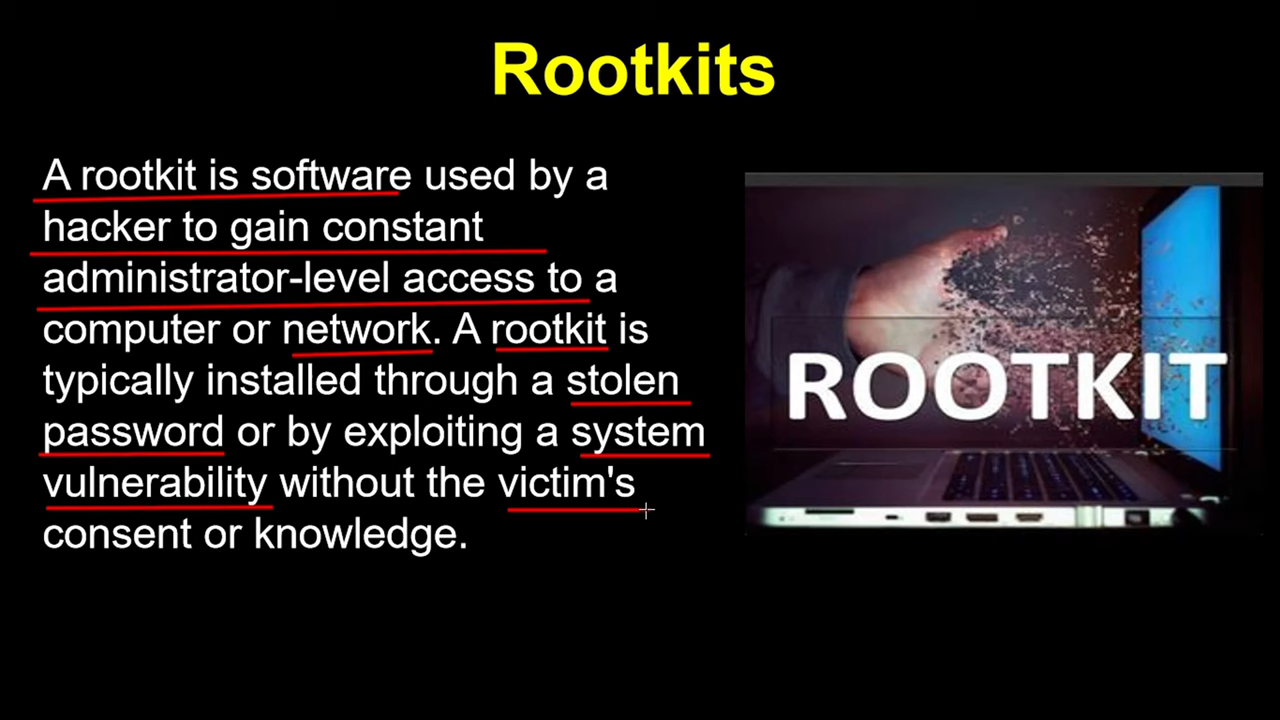 Rootkits
A rootkit is software used by a
hacker to gain constant
administrator-level access to a
computer or network. A rootkit is
typically installed through a stolen
password or by exploiting a system
vulnerability without the victim's
consent or knowledge.
ROOTKIT